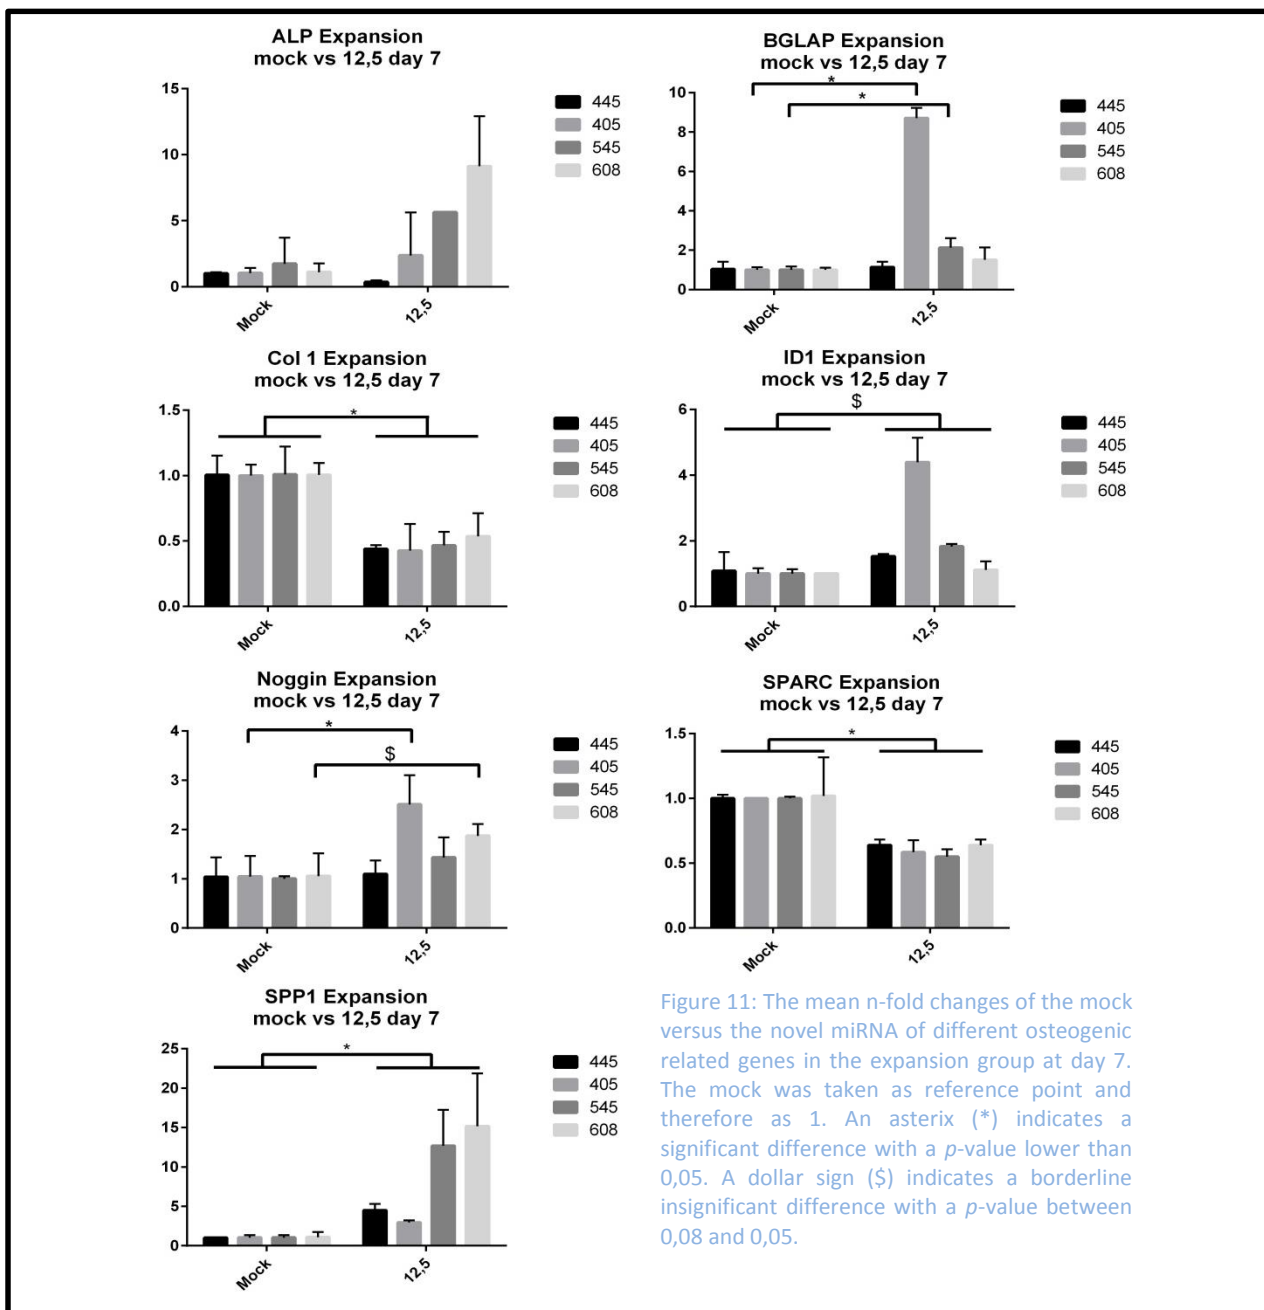 ALP Expansion
mock vs 12,5 day 7
15
10
5
0
Mock
12,5
445
405
545
608
BGLAP Expansion
mock vs 12,5 day 7
*
*
10
8
6
4
2
0
Mock
12,5
445
405
545
608
Col 1 Expansion
mock vs 12,5 day 7
*
1.5
1.0
0.5
0.0
Mock
12,5
445
405
545
608
ID1 Expansion
mock vs 12,5 day 7
$
6
4
2
0
Mock
12,5
445
405
545
608
Noggin Expansion
mock vs 12,5 day 7
*
$
4
3
2
1
0
Mock
12,5
445
405
545
608
SPARC Expansion
mock vs 12,5 day 7
*
1.5
1.0
0.5
0.0
Mock
12,5
445
405
545
608
SPP1 Expansion
mock vs 12,5 day 7
*
25
20
15
10
5
0
Mock
12,5
445
405
545
608
Figure 11: The mean n-fold changes of the mock
versus the novel miRNA of different osteogenic
related genes in the expansion group at day 7.
The mock was taken as reference point and
therefore as 1. An asterix (*) indicates a
significant difference with a p-value lower than
0,05. A dollar sign ($) indicates a borderline
insignificant difference with a p-value between
0,08 and 0,05.